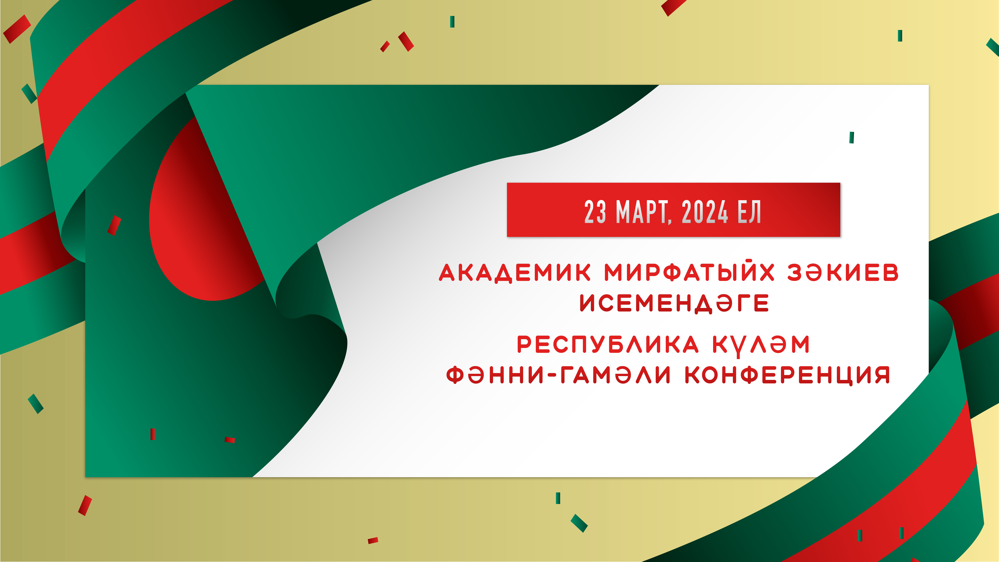 23 МАРТ, 2024 ЕЛ
АКАДЕМИК МИРФАТЫЙХ ЗӘКИЕВ
ИСЕМЕНДӘГЕ
РЕСПУБЛИКА КҮЛӘМ
ФӘННИ-ГАМӘЛИ КОНФЕРЕНЦИЯ